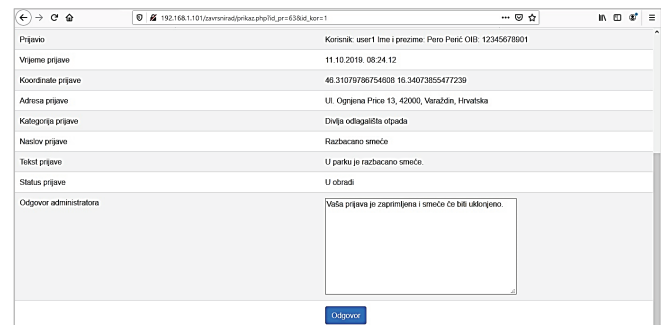 192.168.1.101/zavrsnirad/prikaz.php?id_pr=63&id_kor=1
Prijavio Korisnik: user1 Ime i prezime: Pero Perić OIB: 12345678901
Vrijeme prijave 11.10.2019. 08:24.12
Koordinate prijave 46.31079786754608 16.34073855477239
Adresa prijave Ul. Ognjena Price 13, 42000, Varaždin, Hrvatska
Kategorija prijave Divlja odlagališta otpada
Naslov prijave Razbacano smeće
Tekst prijave U parku je razbacano smeće.
Status prijave U obradi
Odgovor administratora Vaša prijava je zaprimljena i smeće će biti uklonjeno.
Odgovor